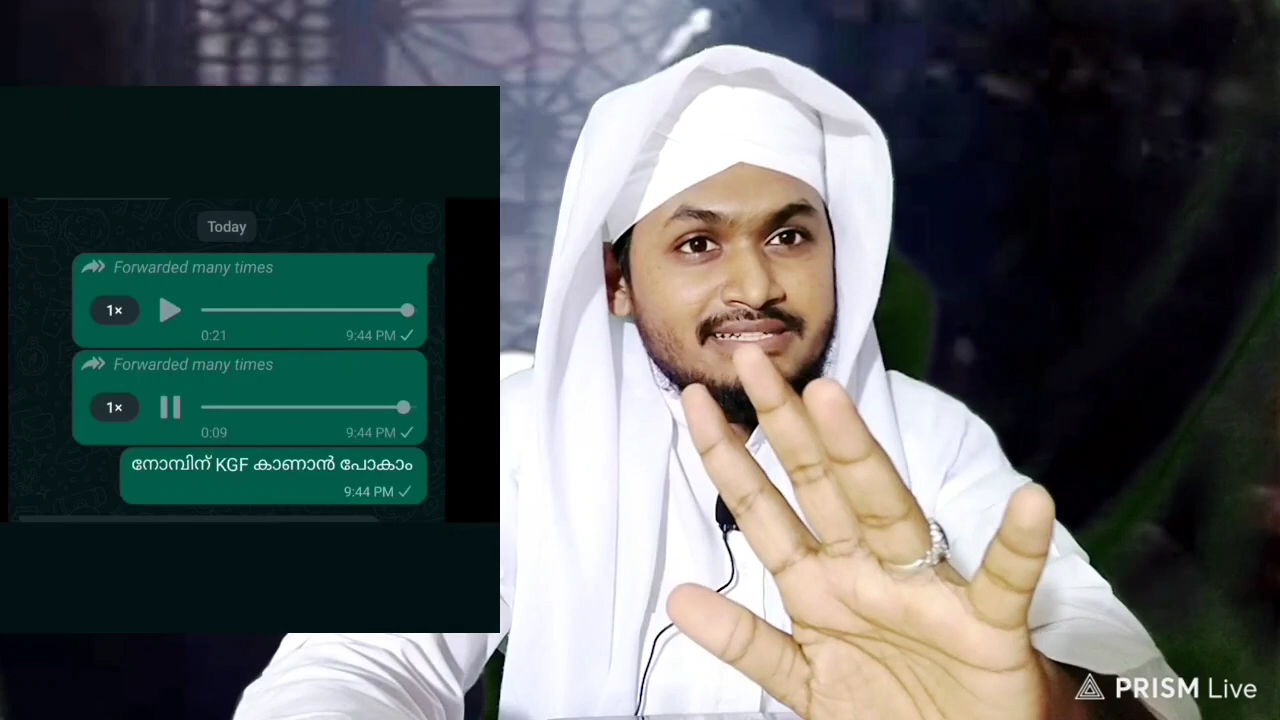 Today
Forwarded many times
1×
0:21
9:44 PM
Forwarded many times
1×
0:09
9:44 PM
നോമ്പിന് KGF കാണാൻ പോകാം
9:44 PM
PRISM Live